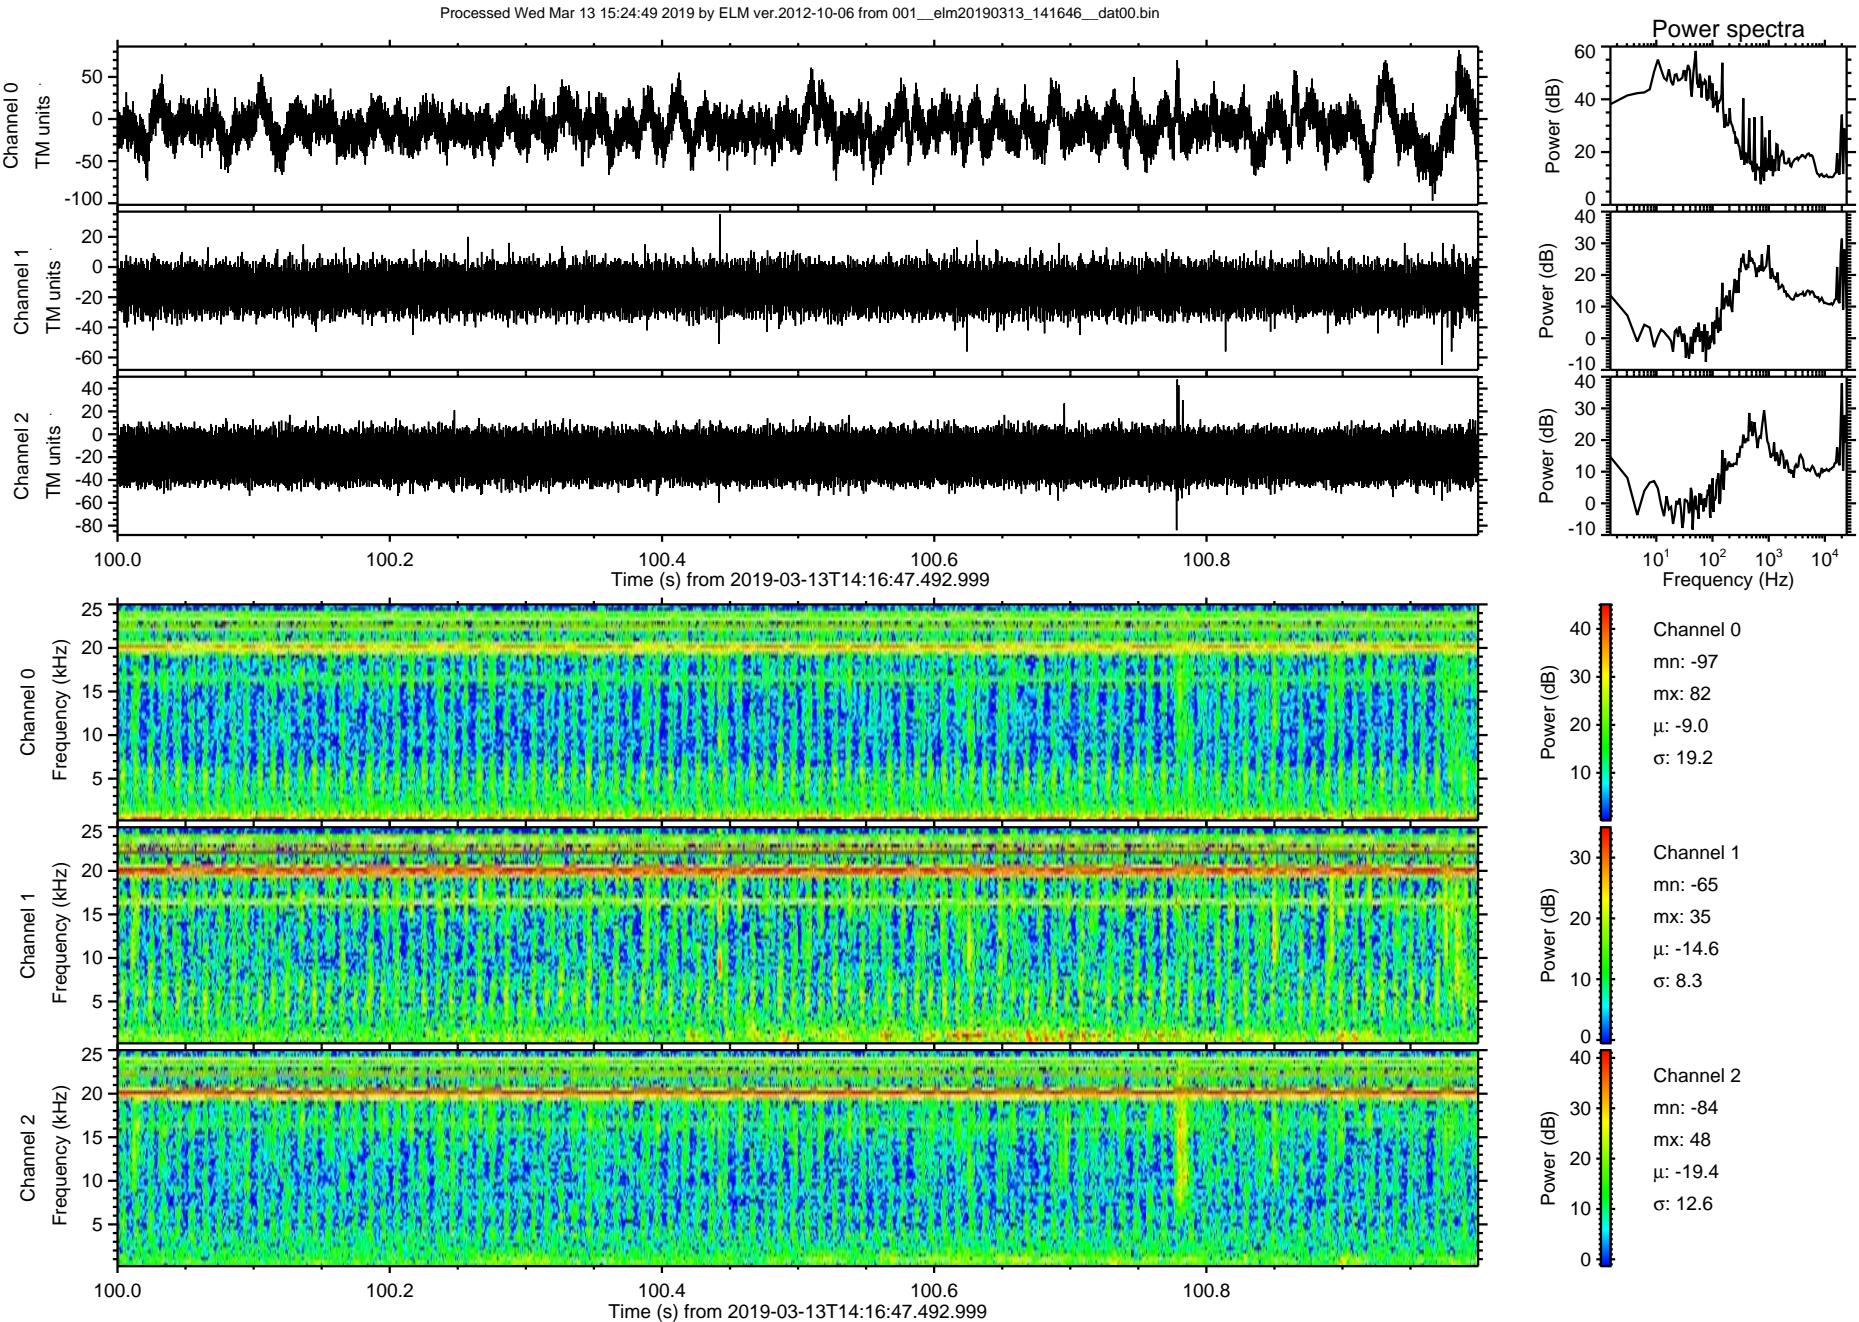 Processed Wed Mar 13 15:24:49 2019 by ELM ver.2012-10-06 from 001__elm20190313_141646__dat00.bin
Power spectra
Channel 0
TM units
50
0
-50
-100
Power (dB)
60
40
20
0
Channel 1
TM units
20
0
-20
-40
-60
Power (dB)
40
30
20
10
0
-10
Channel 2
TM units
40
20
0
-20
-40
-60
-80
Power (dB)
40
30
20
10
0
-10
100.0 100.2 100.4 100.6 100.8
Time (s) from 2019-03-13T14:16:47.492.999
10¹ 10² 10³ 10⁴
Frequency (Hz)
Channel 0
Frequency (kHz)
25
20
15
10
5
Power (dB)
40
30
20
10
Channel 0
mn: -97
mx: 82
μ: -9.0
σ: 19.2
Channel 1
Frequency (kHz)
25
20
15
10
5
Power (dB)
30
20
10
0
Channel 1
mn: -65
mx: 35
μ: -14.6
σ: 8.3
Channel 2
Frequency (kHz)
25
20
15
10
5
Power (dB)
40
30
20
10
0
Channel 2
mn: -84
mx: 48
μ: -19.4
σ: 12.6
100.0 100.2 100.4 100.6 100.8
Time (s) from 2019-03-13T14:16:47.492.999